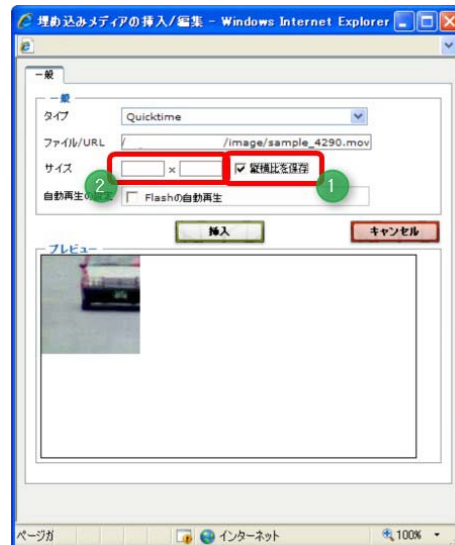 埋め込みメディアの挿入/編集 - Windows Internet Explorer
一般
一般
タイプ Quicktime
ファイル/URL / /image/sample_4290.mov
サイズ × 縦横比を保存
2 1
自動再生の Flashの自動再生
挿入 キャンセル
プレビュー
ページが インターネット 100%